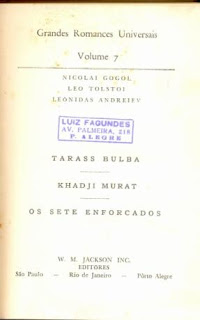 Grandes Romances Universais
Volume 7
NICOLAI GOGOL
LEO TOLSTOI
LEONIDAS ANDREIEV
LUIZ FAGUNDES
AV. PALMEIRA, 215
P. ALEGRE
TARASS BULBA
KHADJI MURAT
OS SETE ENFORCADOS
W. M. JACKSON INC.
EDITORES
São Paulo — Rio de Janeiro — Pôrto Alegre